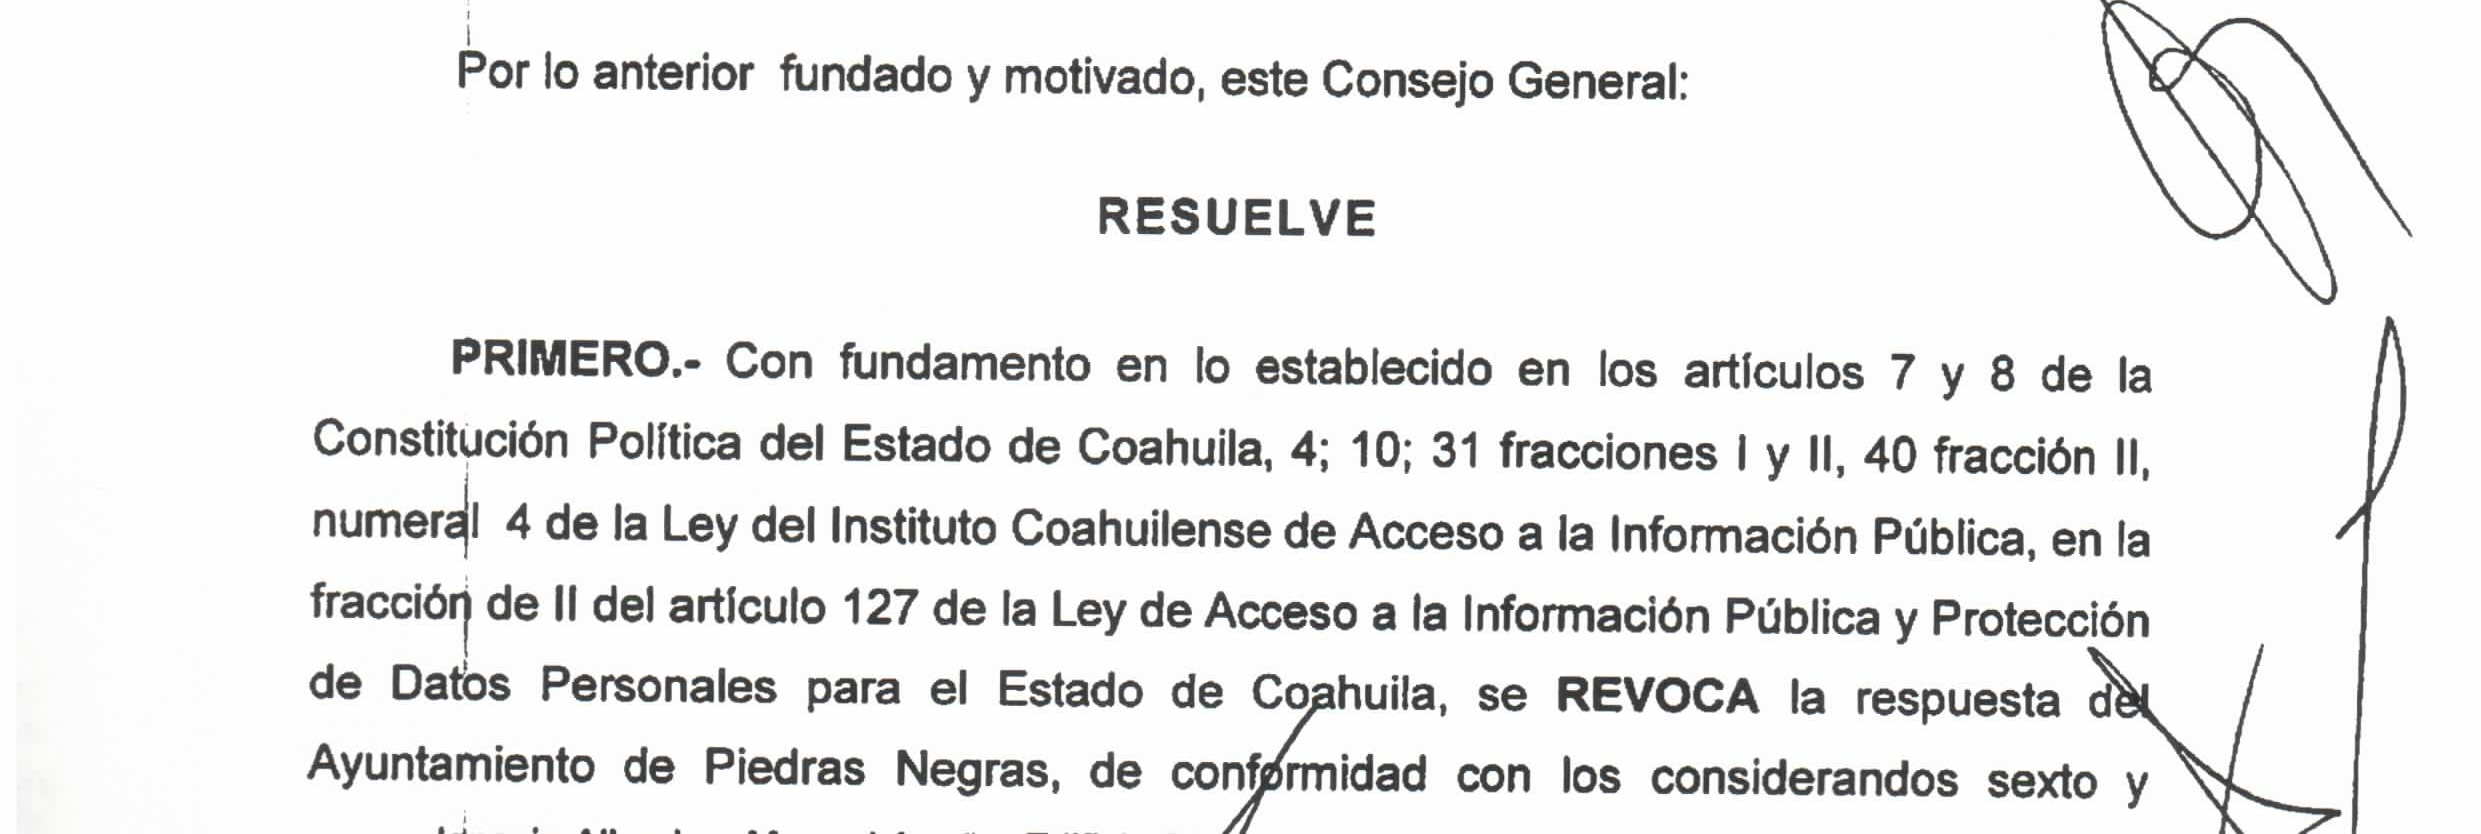 Por lo anterior fundado y motivado, este Consejo General:
RESUELVE
PRIMERO.- Con fundamento en lo establecido en los artículos 7 y 8 de la
Constitución Política del Estado de Coahuila, 4; 10; 31 fracciones I y II, 40 fracción II,
numeral 4 de la Ley del Instituto Coahuilense de Acceso a la Información Pública, en la
fracción de II del artículo 127 de la Ley de Acceso a la Información Pública y Protección
de Datos Personales para el Estado de Coahuila, se REVOCA la respuesta del
Ayuntamiento de Piedras Negras, de conformidad con los considerandos sexto y